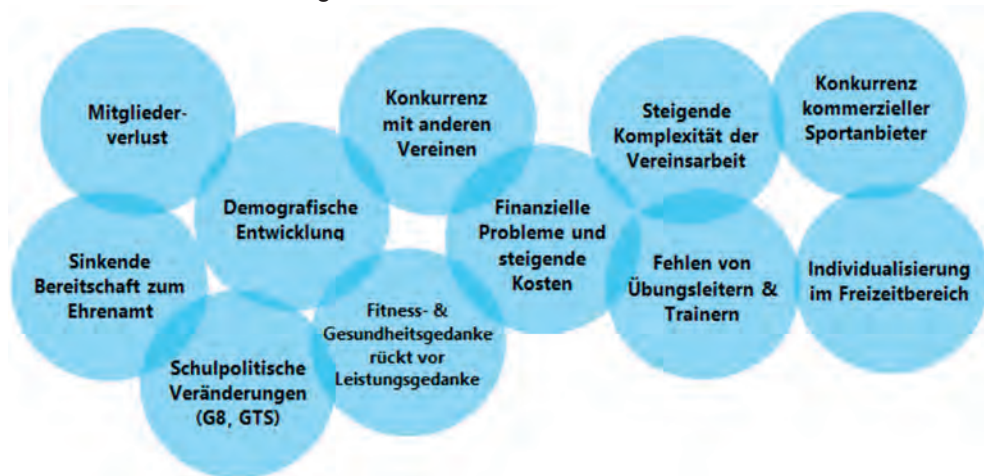 Mitglieder-
verlust
Konkurrenz
mit anderen
Vereinen
Steigende
Komplexität der
Vereinsarbeit
Konkurrenz
kommerzieller
Sportanbieter
Demografische
Entwicklung
Finanzielle
Probleme und
steigende
Kosten
Sinkende
Bereitschaft zum
Ehrenamt
Fehlen von
Übungsleitern &
Trainern
Individualisierung
im Freizeitbereich
Fitness- &
Gesundheitsgedanke
rückt vor
Leistungsgedanke
Schulpolitische
Veränderungen
(G8, GTS)